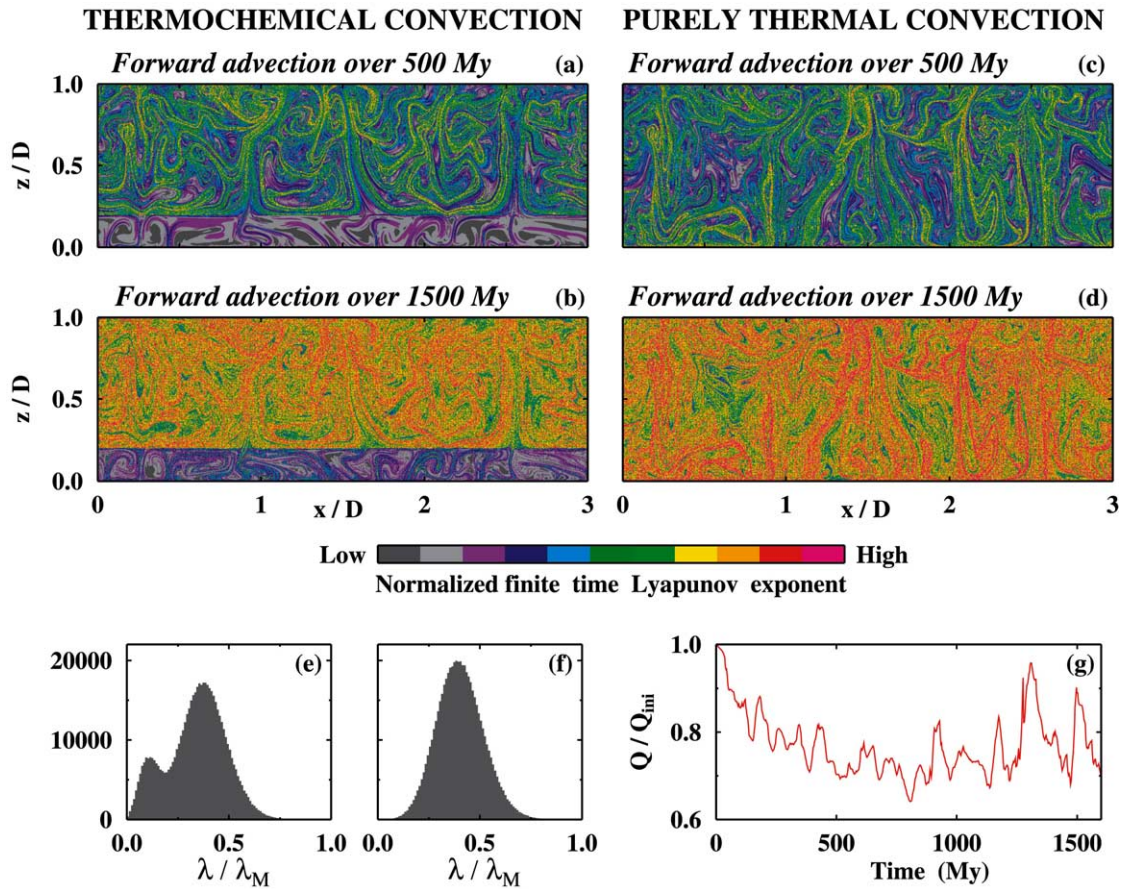 THERMOCHEMICAL CONVECTION
PURELY THERMAL CONVECTION
Forward advection over 500 My (a)
Forward advection over 500 My (c)
1.0
0.5
0.0
z / D
Forward advection over 1500 My (b)
Forward advection over 1500 My (d)
1.0
0.5
0.0
z / D
0 1 2 3
x / D
0 1 2 3
x / D
Low High
Normalized finite time Lyapunov exponent
20000
10000
0
(e)
0.0 0.5 1.0
λ / λM
(f)
0.0 0.5 1.0
λ / λM
1.0
0.8
0.6
Q / Qini
(g)
0 500 1000 1500
Time (My)